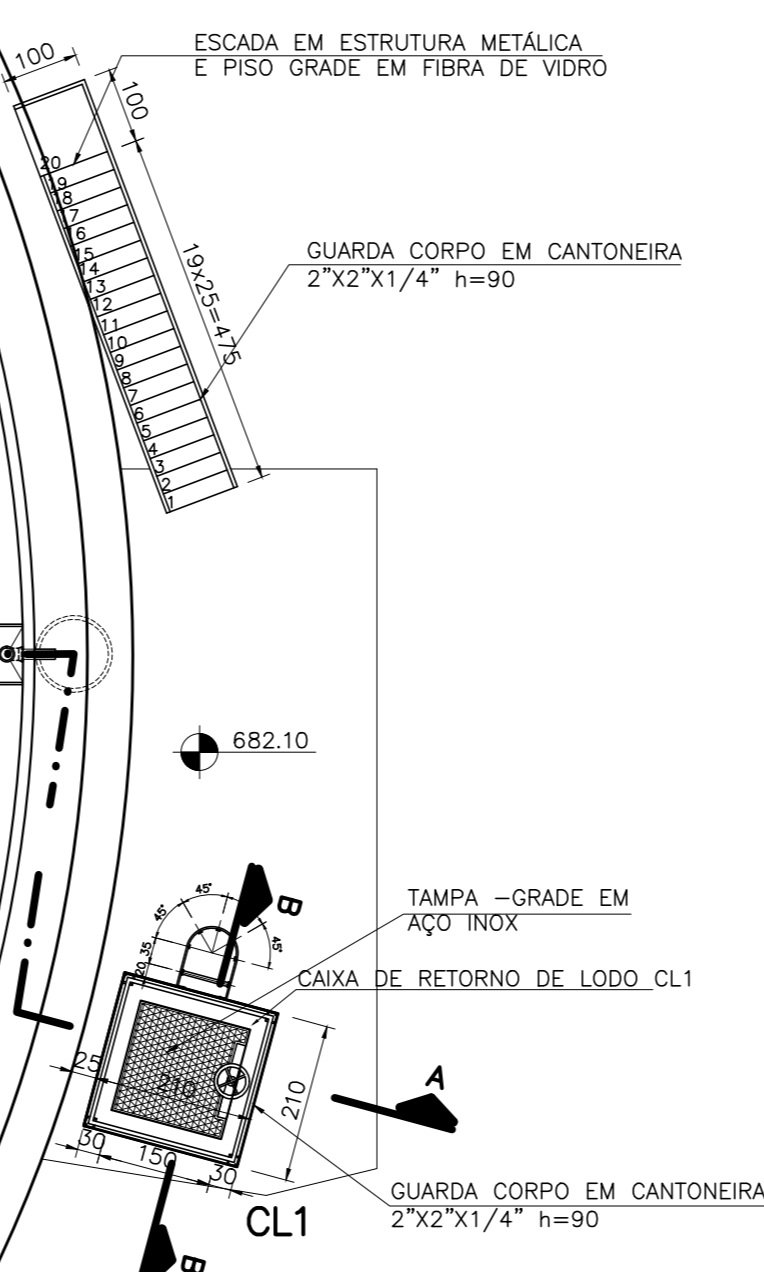 100
ESCADA EM ESTRUTURA METÁLICA
E PISO GRADE EM FIBRA DE VIDRO
100
20
19
18
7
16
15
14
13
12
11
10
9
8
7
6
5
4
3
2
1
19x25=475
GUARDA CORPO EM CANTONEIRA
2"X2"X1/4" h=90
682.10
45°
45°
45°
35
20
B
TAMPA -GRADE EM
AÇO INOX
CAIXA DE RETORNO DE LODO CL1
25
210
210
A
30
150
30
CL1
GUARDA CORPO EM CANTONEIRA
2"X2"X1/4" h=90
B